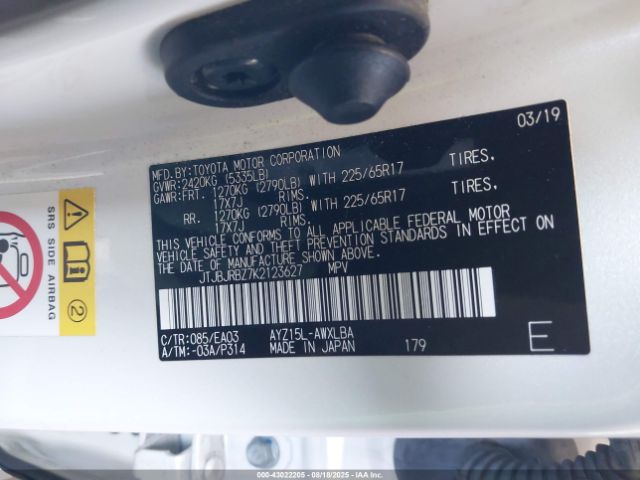 03/19
MFD.BY:TOYOTA MOTOR CORPORATION
GVWR:2420KG (5335LB)
GAWR:FRT. 1270KG (2790LB) WITH 225/65R17 TIRES,
17X7J RIMS.
RR. 1270KG (2790LB) WITH 225/65R17 TIRES,
17X7J RIMS.
THIS VEHICLE CONFORMS TO ALL APPLICABLE FEDERAL MOTOR
VEHICLE SAFETY AND THEFT PREVENTION STANDARDS IN EFFECT ON
THE DATE OF MANUFACTURE SHOWN ABOVE.
JTJBJRBZ7K2123627 MPV
C/TR:085/EA03 AYZ15L-AWXLBA
A/TM:-03A/P314 MADE IN JAPAN 179 E
SRS SIDE AIRBAG
2
000-43022205 - 08/18/2025 - IAAI.COM